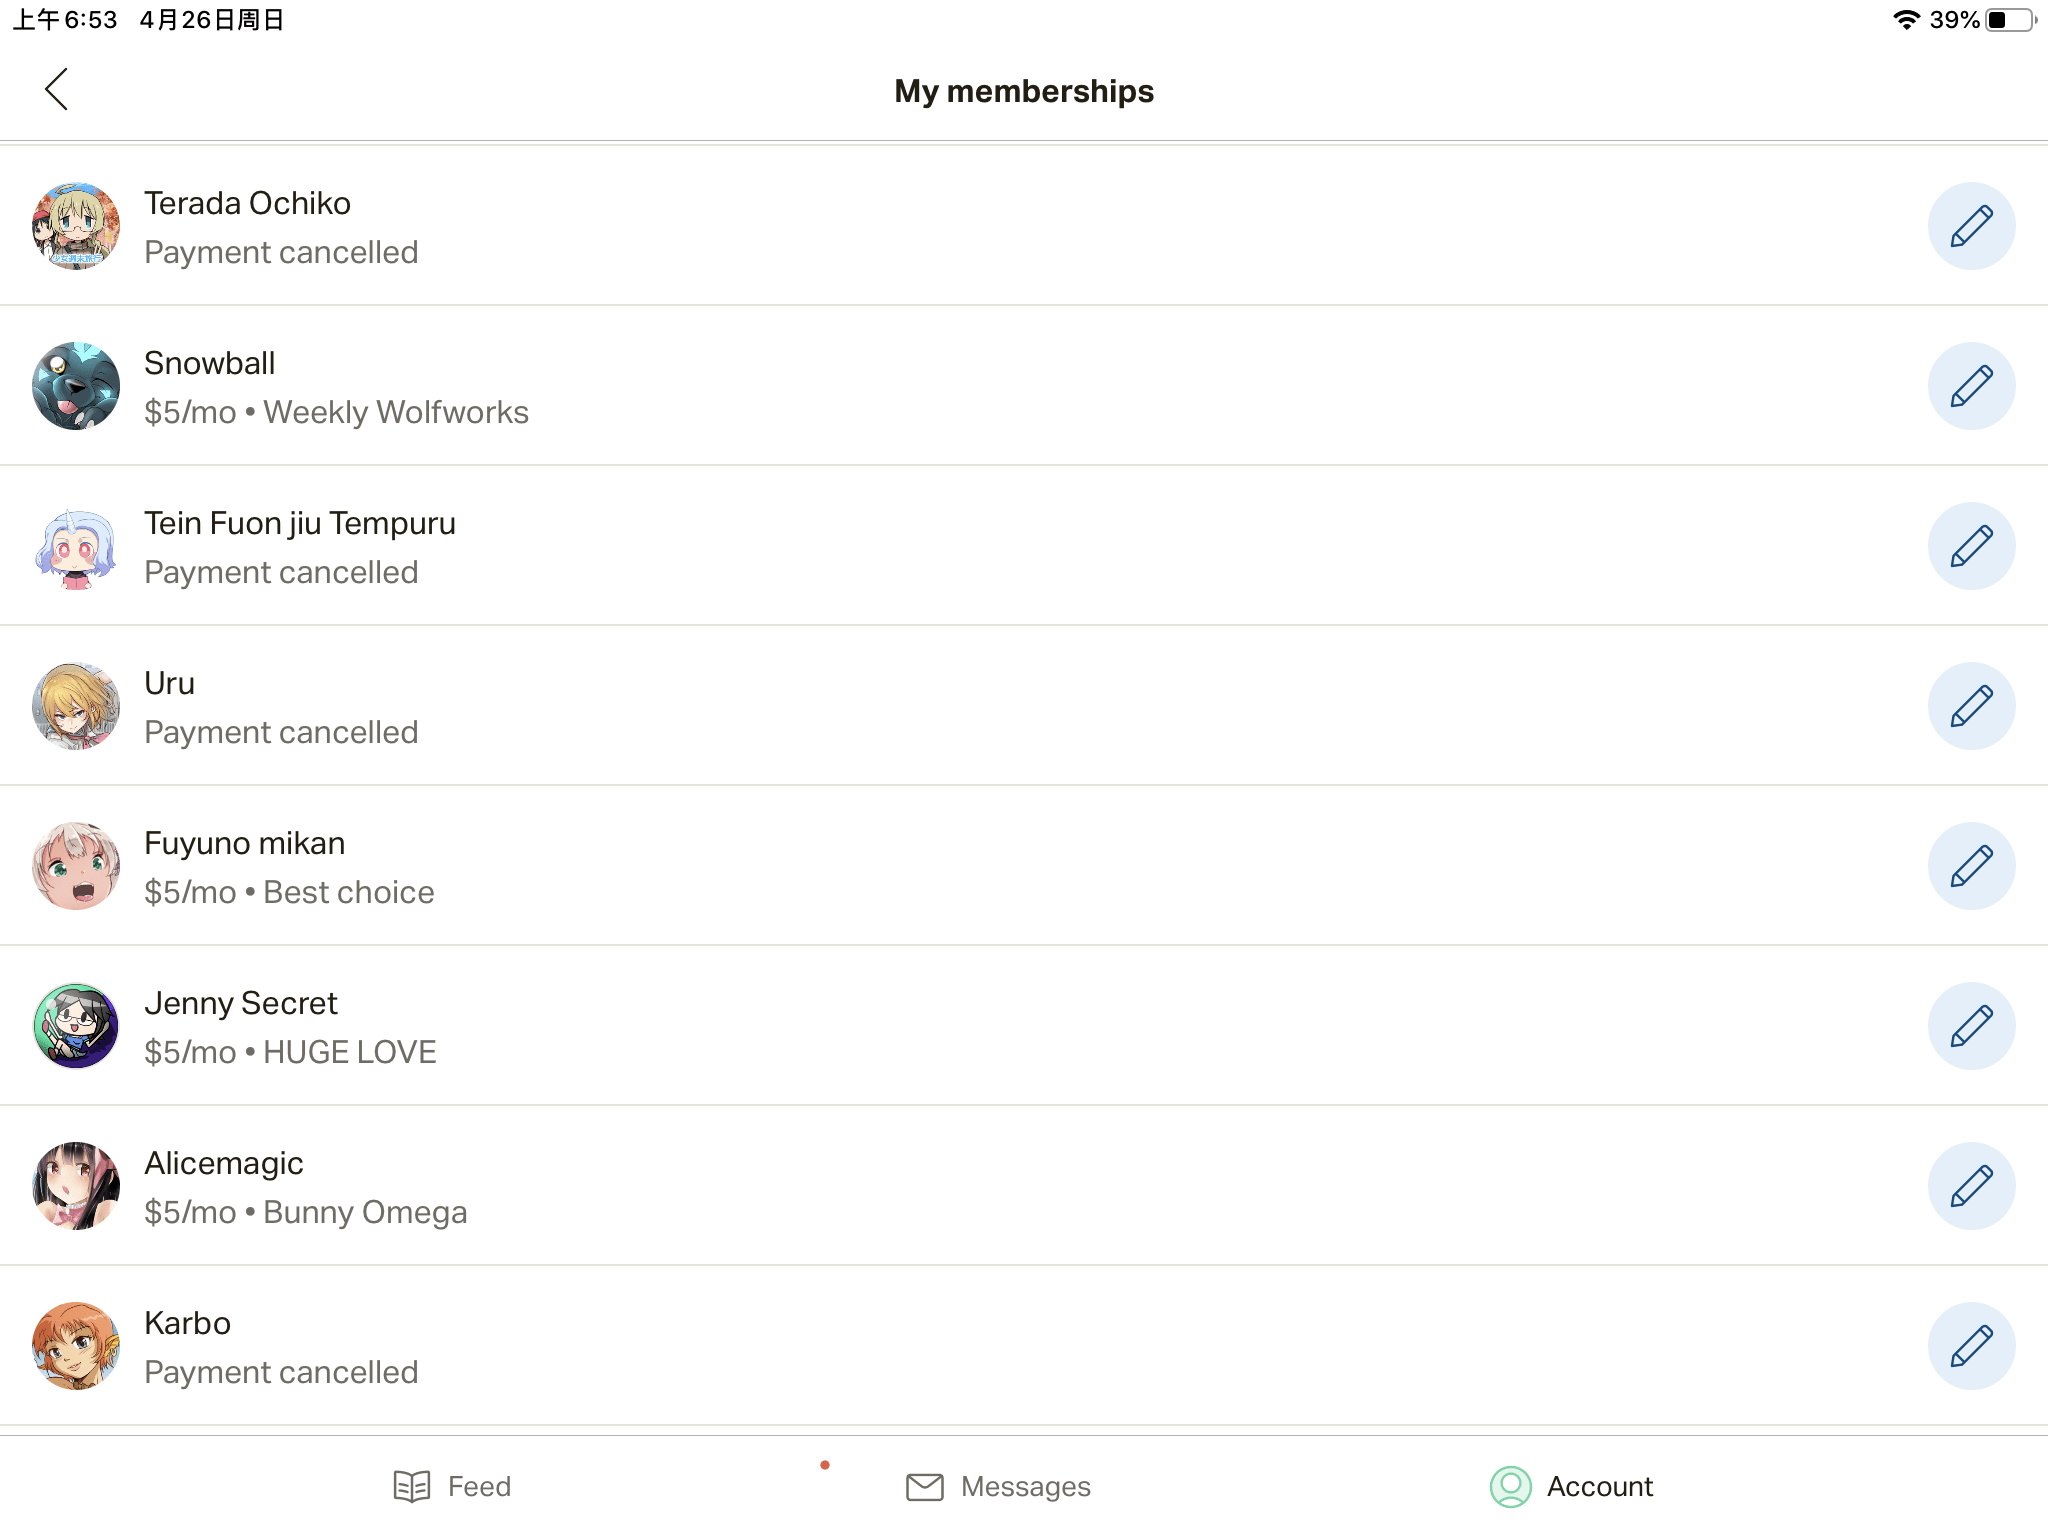 上午6:53 4月26日周日
39%
My memberships
Terada Ochiko
Payment cancelled
Snowball
$5/mo • Weekly Wolfworks
Tein Fuon jiu Tempuru
Payment cancelled
Uru
Payment cancelled
Fuyuno mikan
$5/mo • Best choice
Jenny Secret
$5/mo • HUGE LOVE
Alicemagic
$5/mo • Bunny Omega
Karbo
Payment cancelled
Feed
Messages
Account